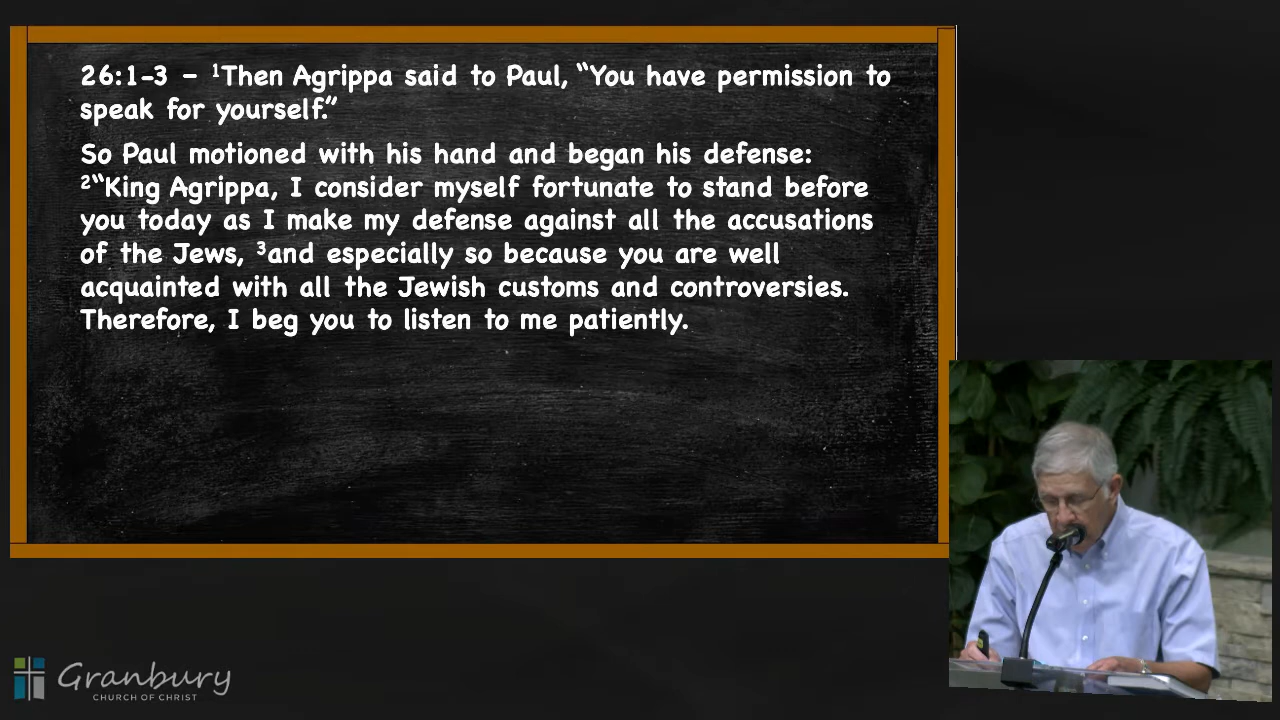 26:1-3 – ¹Then Agrippa said to Paul, “You have permission to
speak for yourself.”
So Paul motioned with his hand and began his defense:
²“King Agrippa, I consider myself fortunate to stand before
you today as I make my defense against all the accusations
of the Jews, ³and especially so because you are well
acquainted with all the Jewish customs and controversies.
Therefore, I beg you to listen to me patiently.
Granbury
CHURCH OF CHRIST